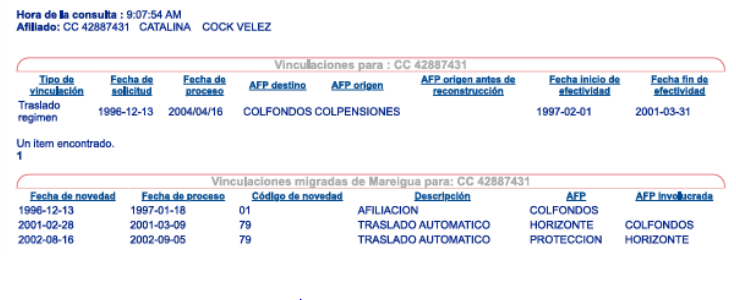 Hora de la consulta : 9:07:54 AM
Afiliado: CC 42887431 CATALINA COCK VELEZ
Vinculaciones para : CC 42887431
Tipo de vinculación Fecha de solicitud Fecha de proceso AFP destino AFP origen AFP origen antes de reconstrucción Fecha inicio de efectividad Fecha fin de efectividad
Traslado regimen 1996-12-13 2004/04/16 COLFONDOS COLPENSIONES 1997-02-01 2001-03-31
Un item encontrado.
1
Vinculaciones migradas de Mareigua para: CC 42887431
Fecha de novedad Fecha de proceso Código de novedad Descripción AFP AFP Involucrada
1996-12-13 1997-01-18 01 AFILIACION COLFONDOS
2001-02-28 2001-03-09 79 TRASLADO AUTOMATICO HORIZONTE COLFONDOS
2002-08-16 2002-09-05 79 TRASLADO AUTOMATICO PROTECCION HORIZONTE